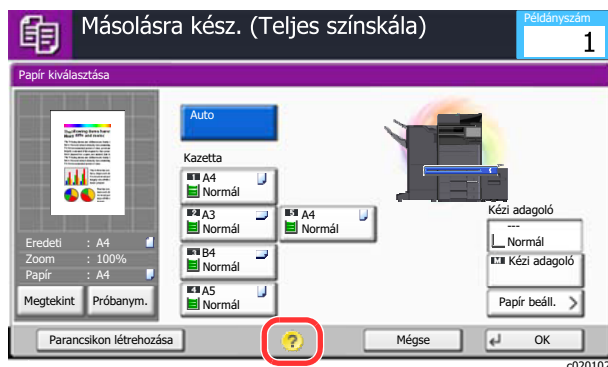 Másolásra kész. (Teljes színskála)
Példányszám
1
Papír kiválasztása
Auto
Kazetta
1 A4
Normál
2 A3
Normál
5 A4
Normál
3 B4
Normál
4 A5
Normál
Kézi adagoló
---
Normál
M Kézi adagoló
Papír beáll.
Eredeti : A4
Zoom : 100%
Papír : A4
Megtekint
Próbanym.
Parancsikon létrehozása
?
Mégse
OK
c020102